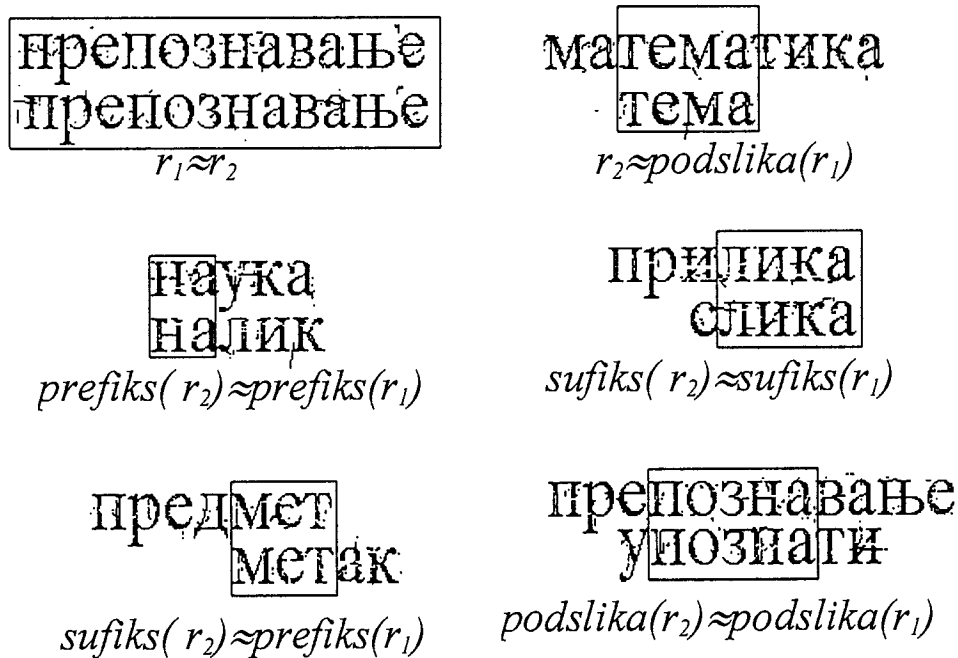 препознавање
препознавање
r₁≈r₂
математика
тема
r₂≈podslika(r₁)
наука
налик
prefiks( r₂)≈prefiks(r₁)
прилика
слика
sufiks( r₂)≈sufiks(r₁)
предмет
метак
sufiks( r₂)≈prefiks(r₁)
препознавање
упознати
podslika(r₂)≈podslika(r₁)